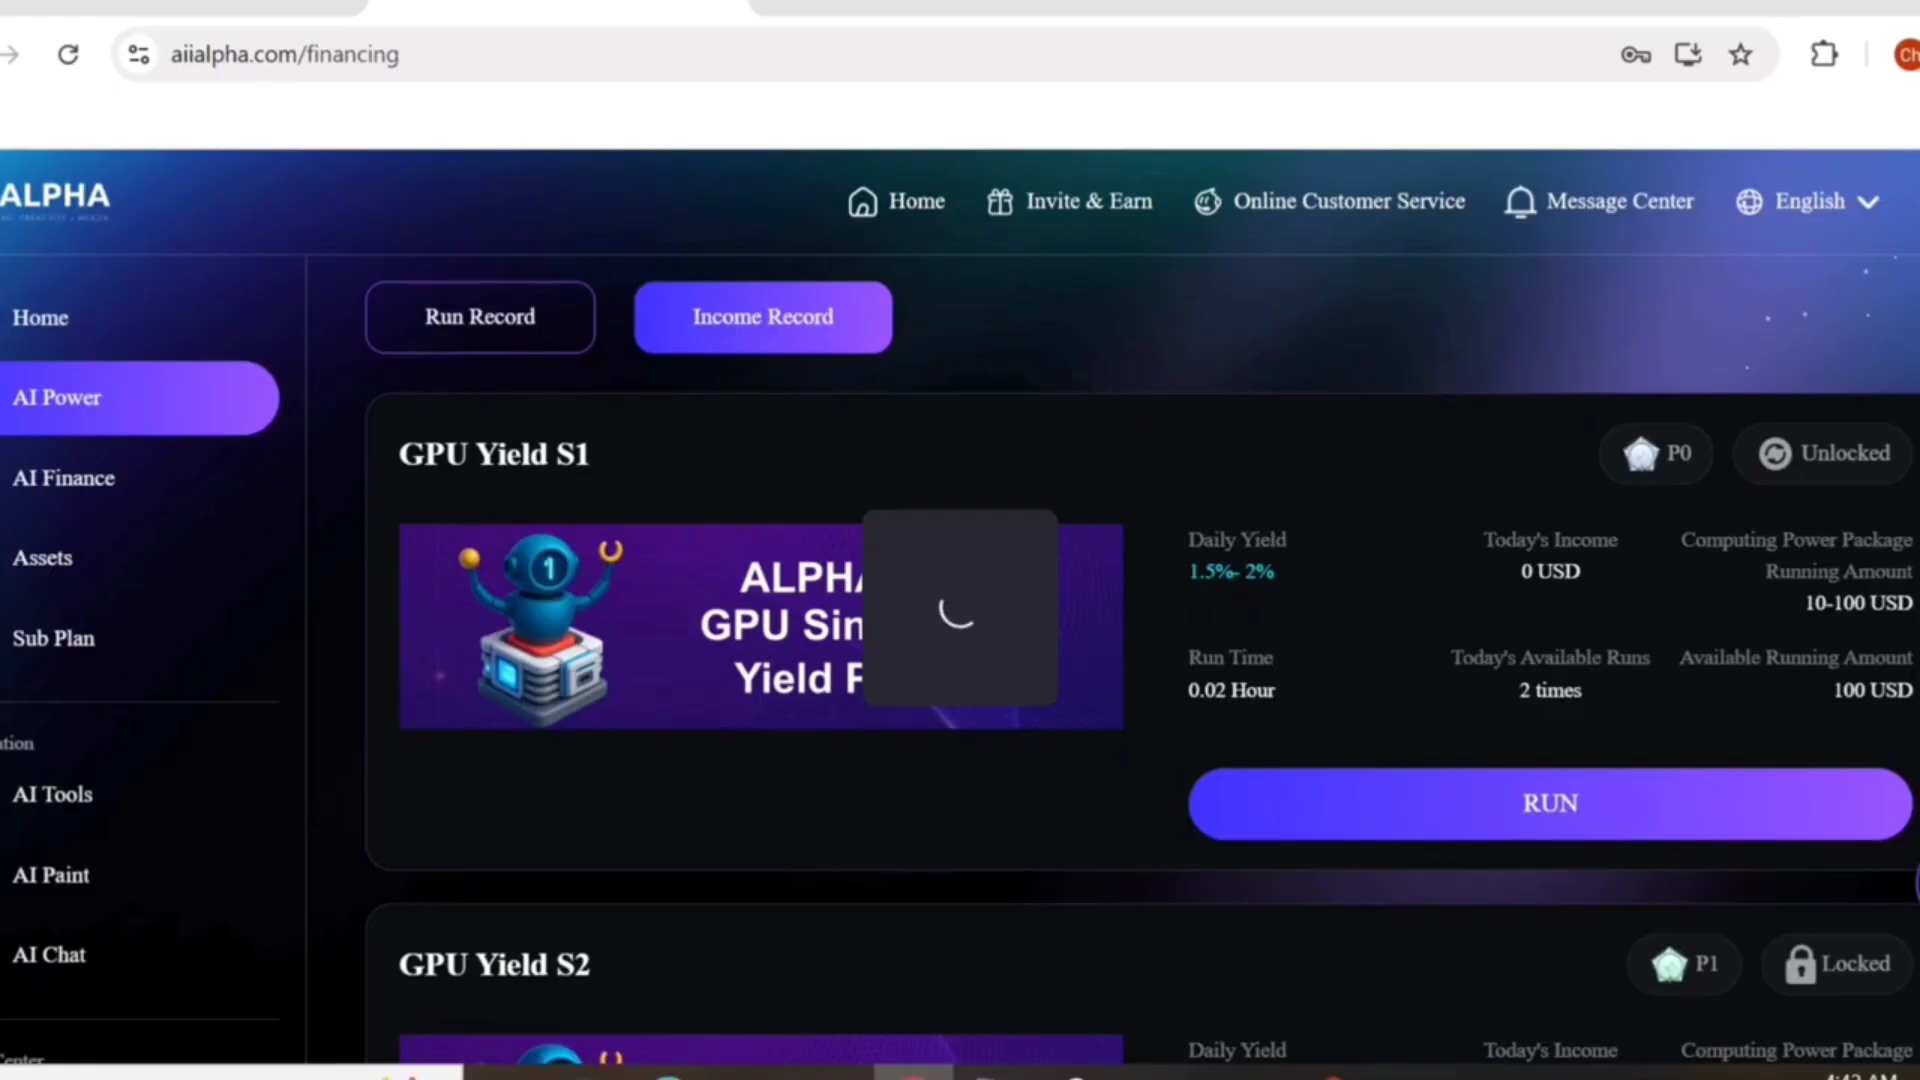 aiialpha.com/financing
Ch
ALPHA
Home
Invite & Earn
Online Customer Service
Message Center
English
Home
AI Power
AI Finance
Assets
Sub Plan
AI Tools
AI Paint
AI Chat
Run Record
Income Record
GPU Yield S1
P0
Unlocked
1
ALPHA
GPU Sin
Yield
Daily Yield
1.5%- 2%
Today's Income
0 USD
Computing Power Package
Running Amount
10-100 USD
Run Time
0.02 Hour
Today's Available Runs
2 times
Available Running Amount
100 USD
RUN
GPU Yield S2
P1
Locked
Daily Yield
Today's Income
Computing Power Package